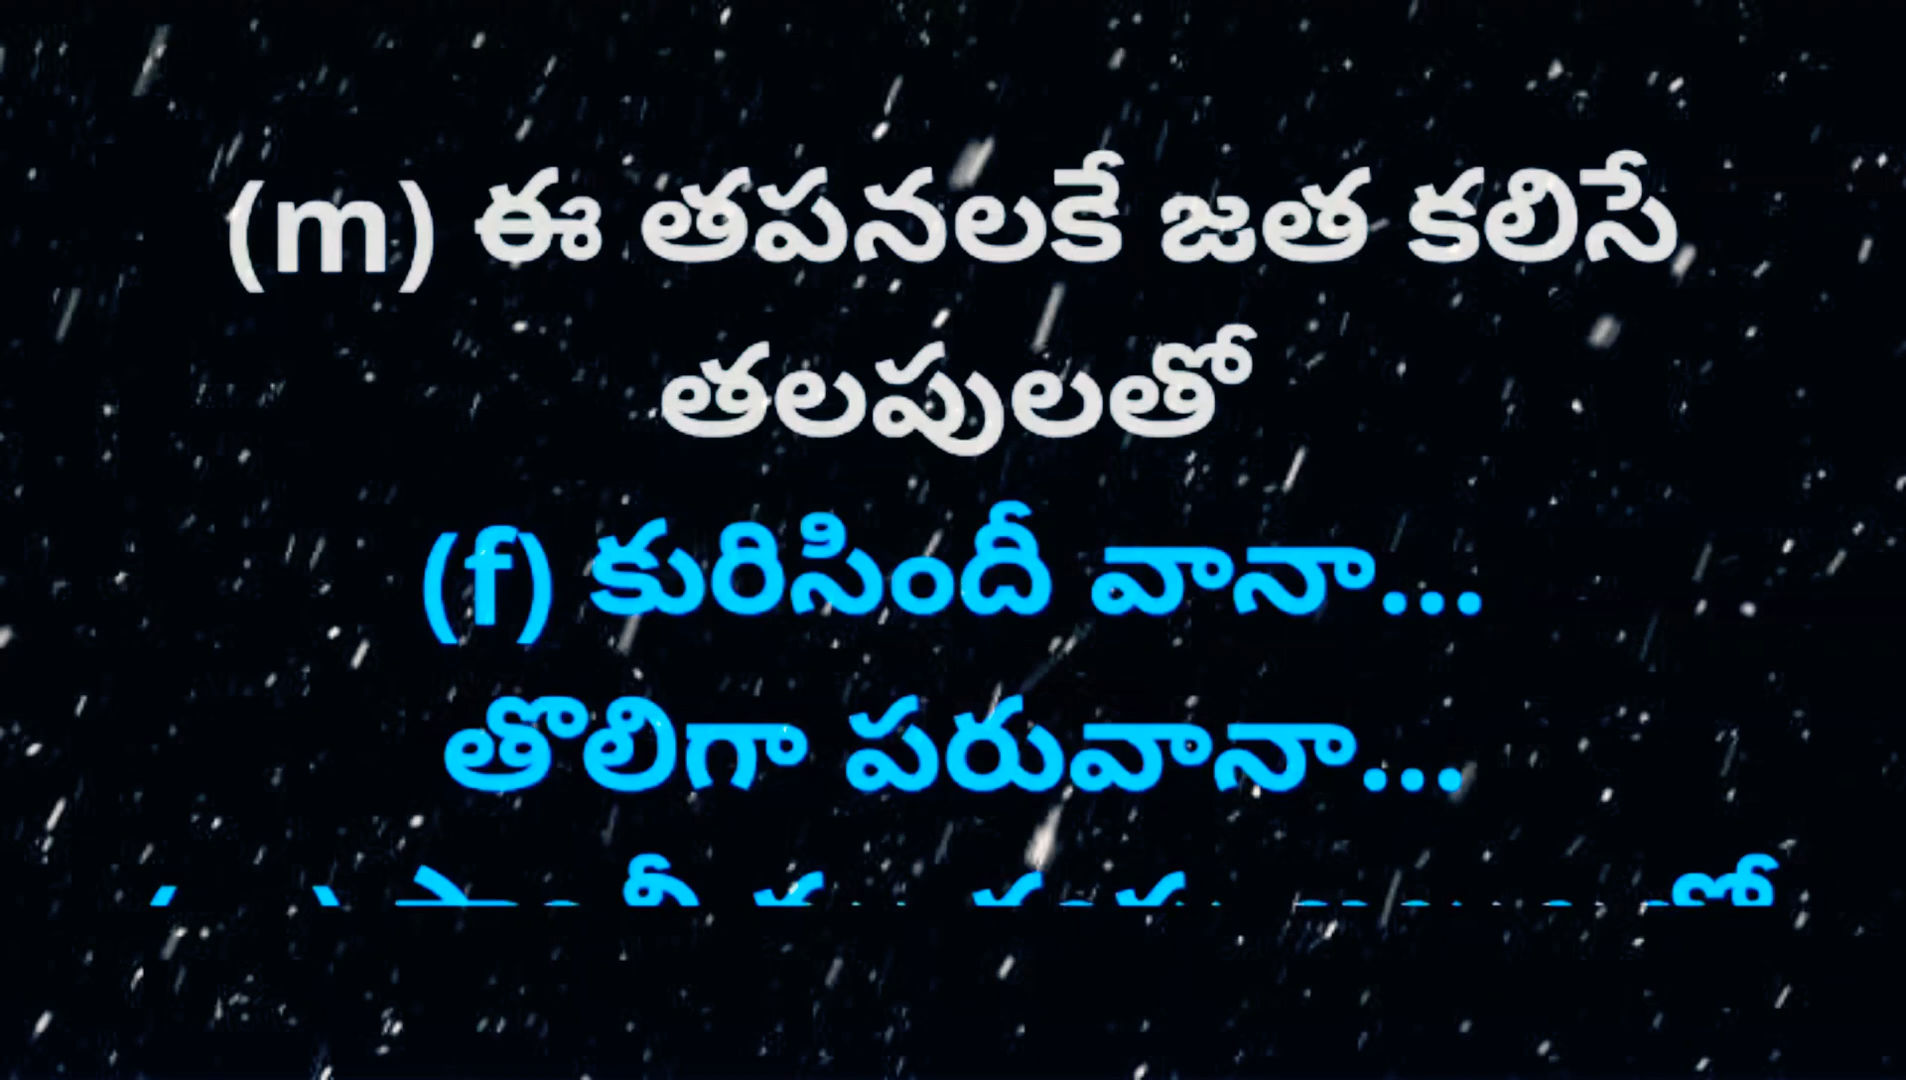 (m) ఈ తపనలకే జత కలిసే
తలపులతో
(f) కురిసిందీ వానా...
తొలిగా పరువానా...